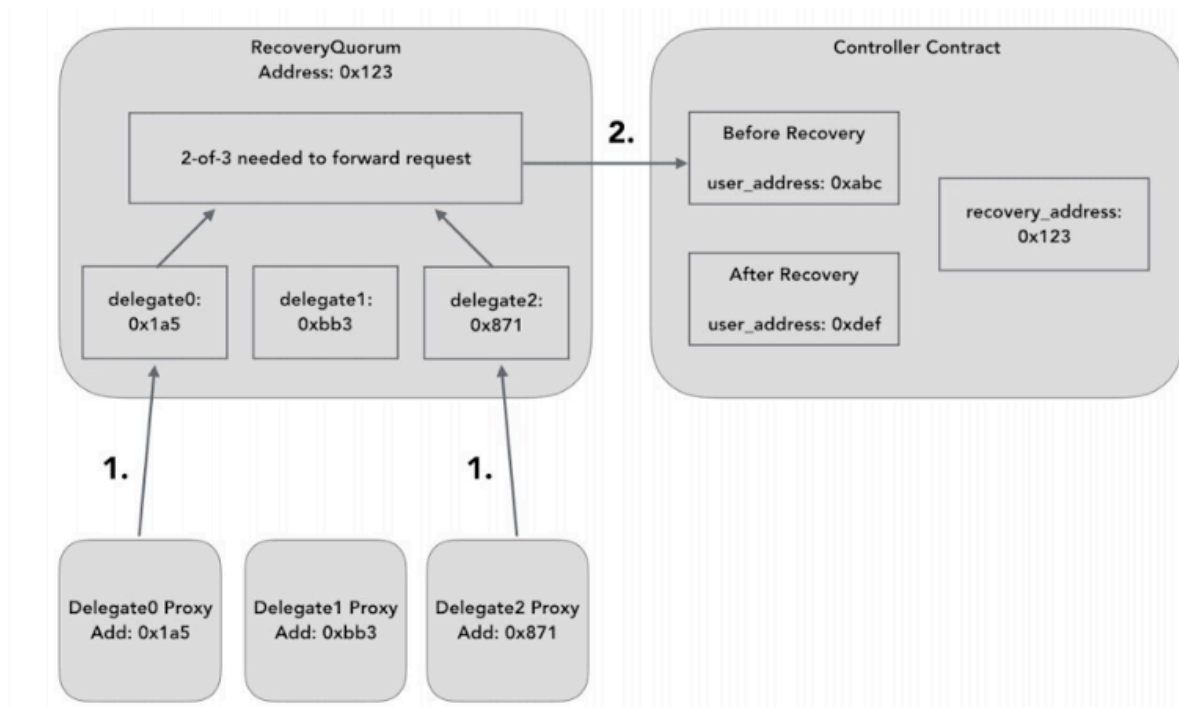 RecoveryQuorum
Address: 0x123
2-of-3 needed to forward request
delegate0:
0x1a5
delegate1:
0xbb3
delegate2:
0x871
2.
Controller Contract
Before Recovery
user_address: 0xabc
recovery_address:
0x123
After Recovery
user_address: 0xdef
1.
1.
Delegate0 Proxy
Add: 0x1a5
Delegate1 Proxy
Add: 0xbb3
Delegate2 Proxy
Add: 0x871